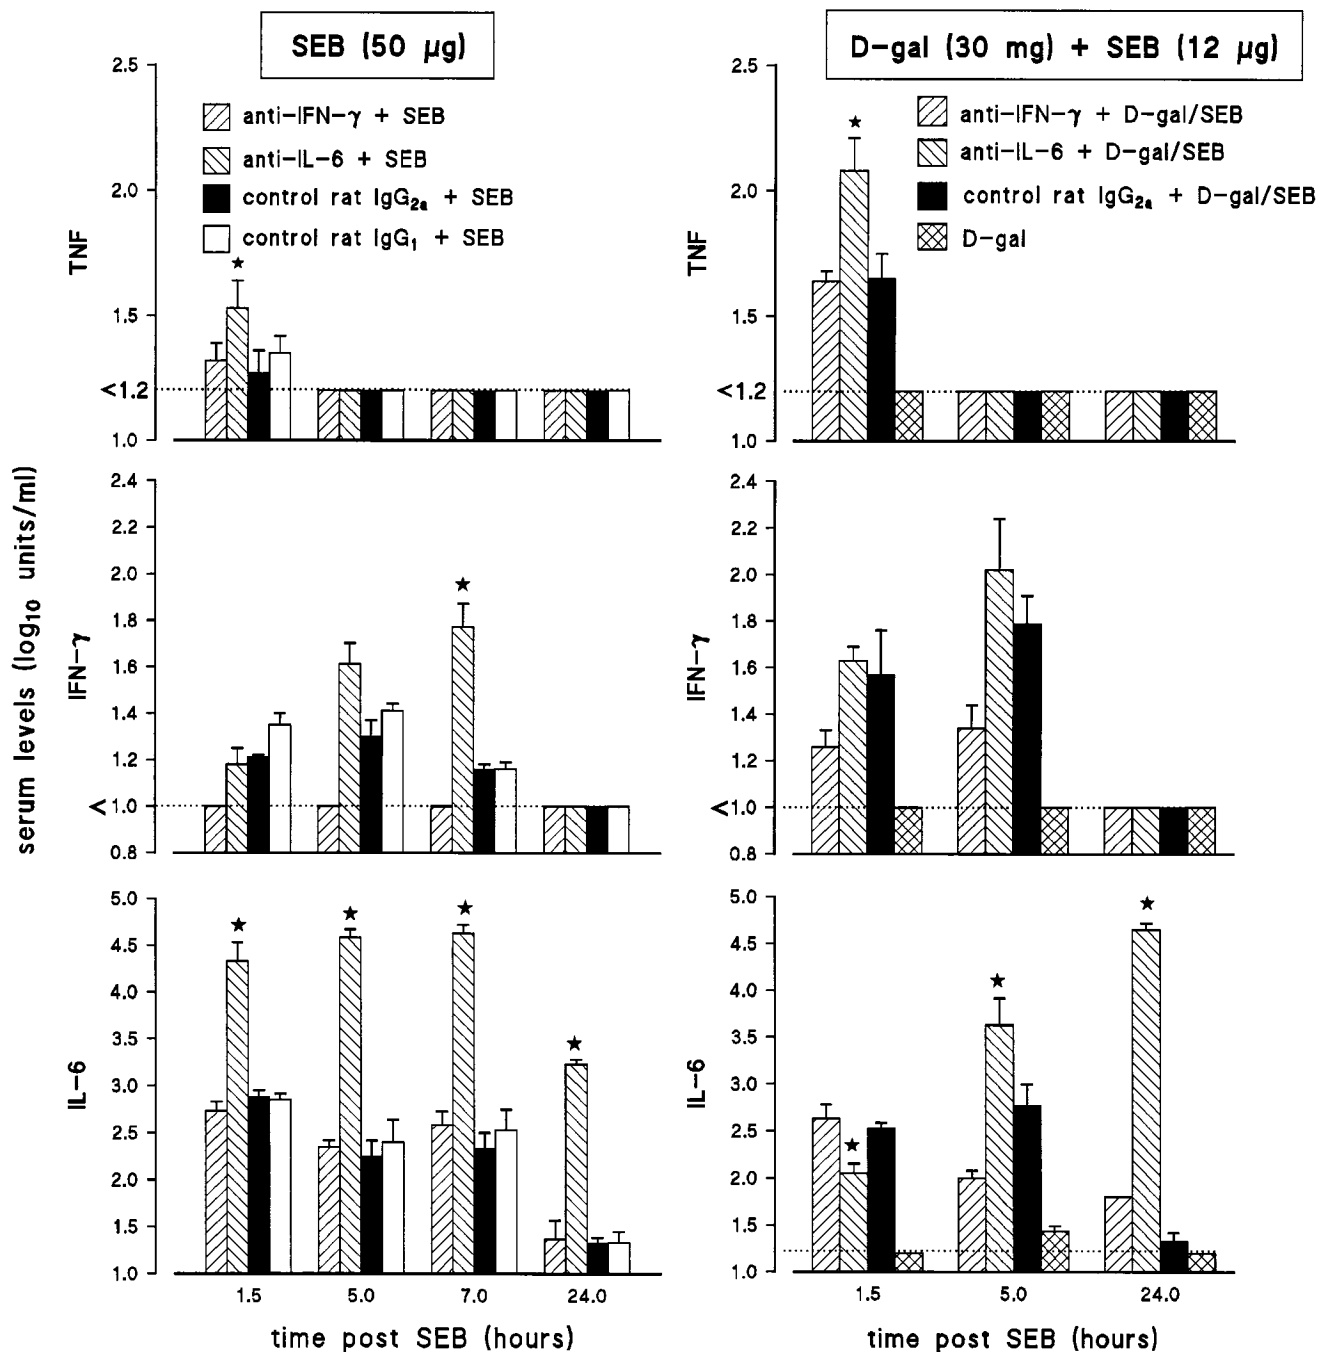 SEB (50 µg)
D-gal (30 mg) + SEB (12 µg)
anti-IFN-γ + SEB
anti-IL-6 + SEB
control rat IgG2a + SEB
control rat IgG1 + SEB
anti-IFN-γ + D-gal/SEB
anti-IL-6 + D-gal/SEB
control rat IgG2a + D-gal/SEB
D-gal
serum levels (log10 units/ml)
TNF
2.5
2.0
1.5
<1.2
1.0
TNF
2.5
2.0
1.5
<1.2
1.0
IFN-γ
2.4
2.2
2.0
1.8
1.6
1.4
1.2
< 1.0
0.8
IFN-γ
2.4
2.2
2.0
1.8
1.6
1.4
1.2
< 1.0
0.8
IL-6
5.0
4.5
4.0
3.5
3.0
2.5
2.0
1.5
1.0
1.5 5.0 7.0 24.0
time post SEB (hours)
IL-6
5.0
4.5
4.0
3.5
3.0
2.5
2.0
1.5
1.0
1.5 5.0 24.0
time post SEB (hours)